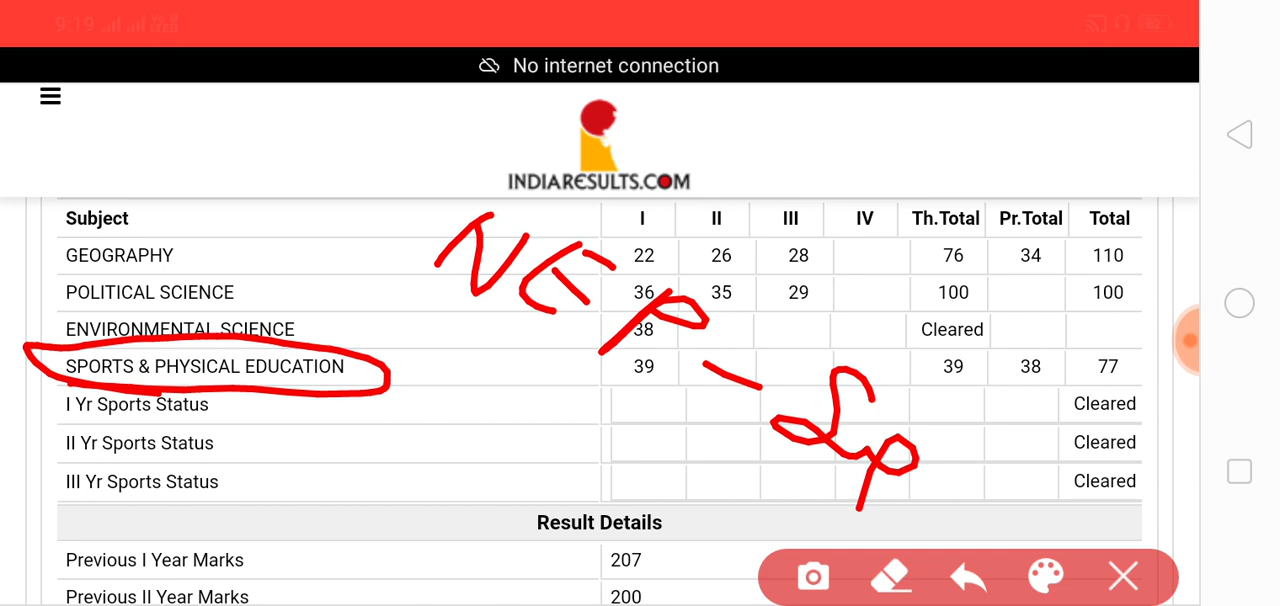 9:19
No internet connection
INDIARESULTS.COM
Subject I II III IV Th.Total Pr.Total Total
GEOGRAPHY 22 26 28 76 34 110
POLITICAL SCIENCE 36 35 29 100 100
ENVIRONMENTAL SCIENCE 38 Cleared
SPORTS & PHYSICAL EDUCATION 39 39 38 77
I Yr Sports Status Cleared
II Yr Sports Status Cleared
III Yr Sports Status Cleared
NEP - SP
Result Details
Previous I Year Marks 207
Previous II Year Marks 200